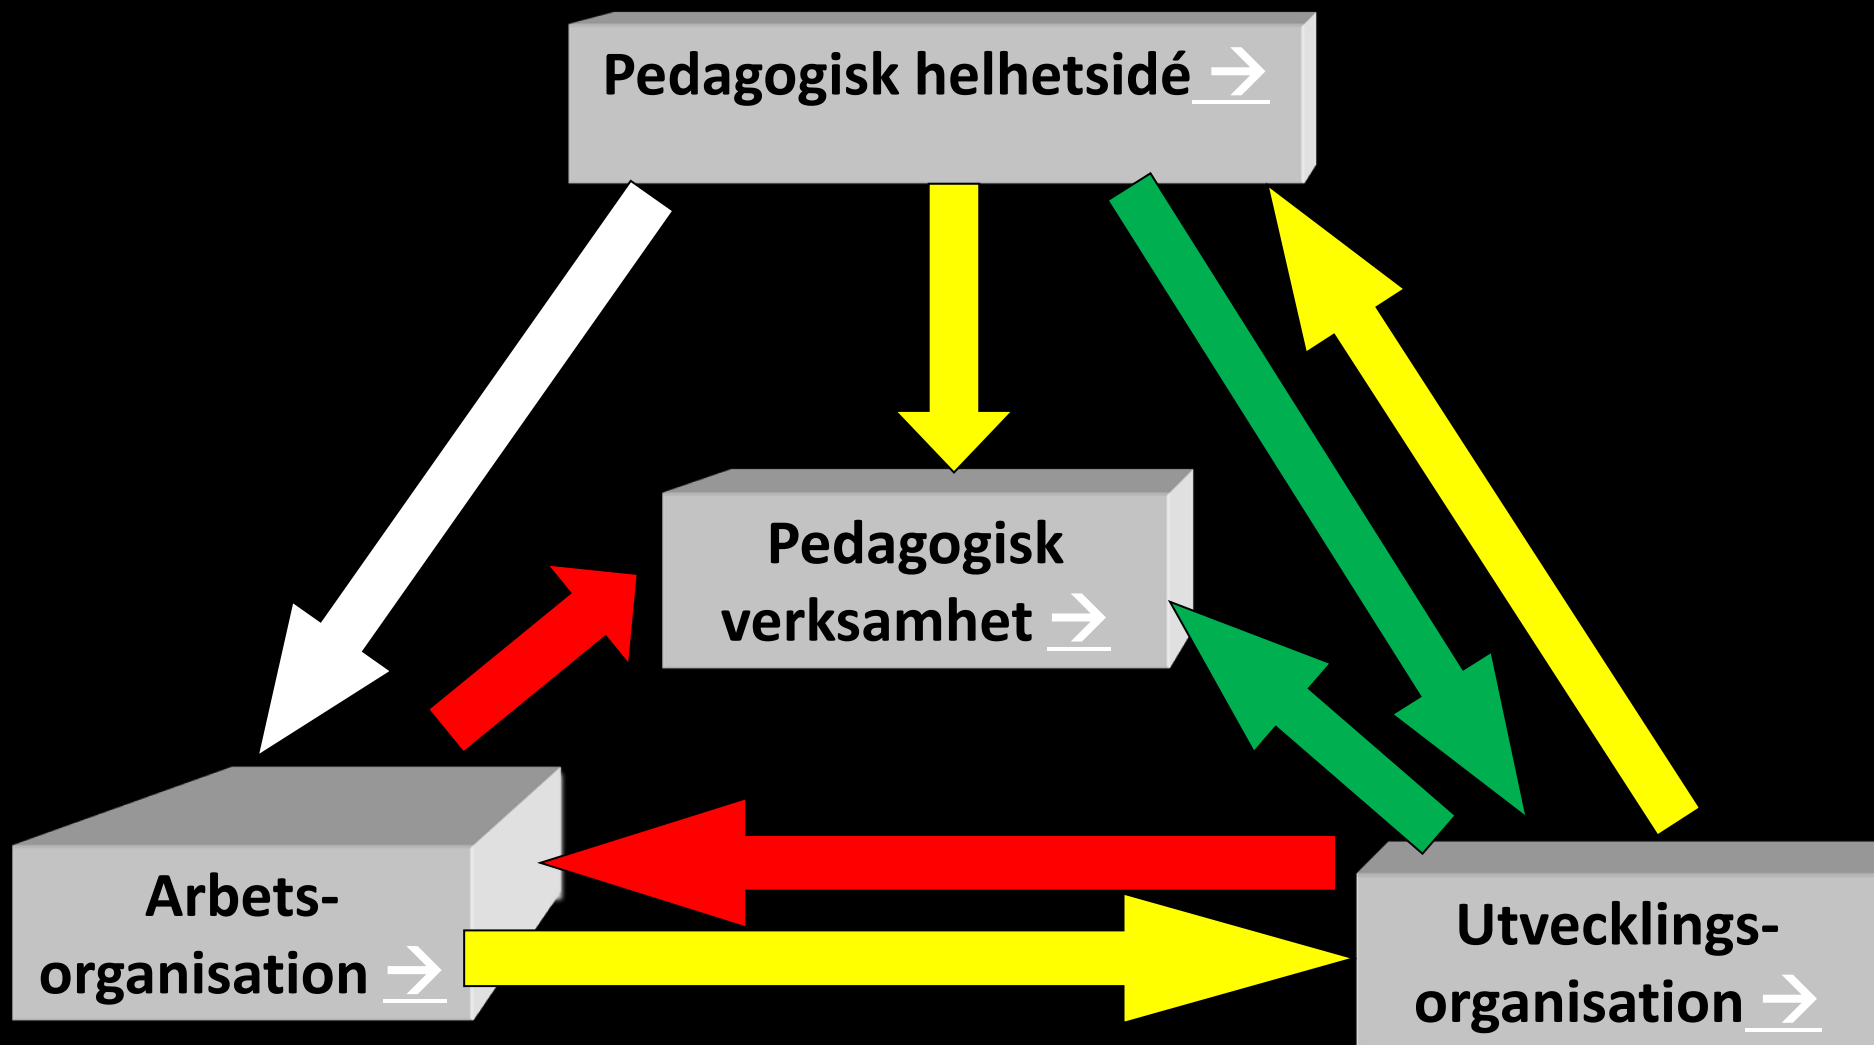 Pedagogisk helhetsidé →
Pedagogisk
verksamhet →
Arbets-
organisation →
Utvecklings-
organisation →